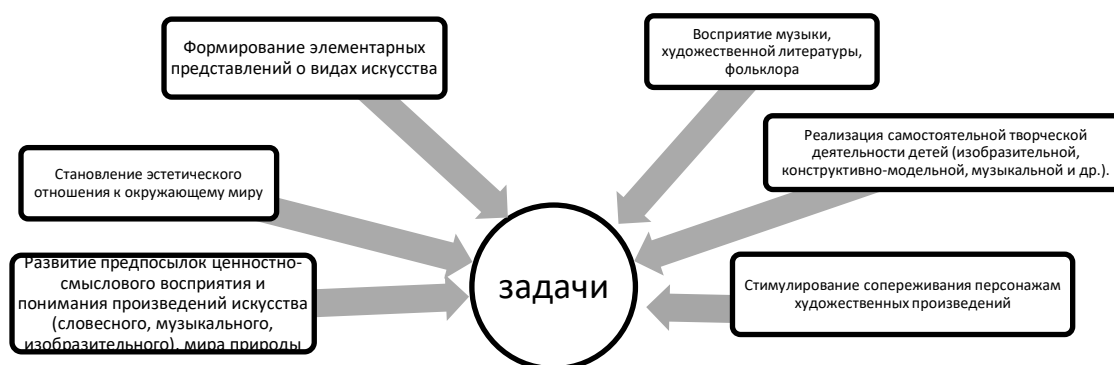 Формирование элементарных
представлений о видах искусства
Восприятие музыки,
художественной литературы,
фольклора
Становление эстетического
отношения к окружающему миру
Реализация самостоятельной творческой
деятельности детей (изобразительной,
конструктивно-модельной, музыкальной и др.).
Развитие предпосылок ценностно-
смыслового восприятия и
понимания произведений искусства
(словесного, музыкального,
изобразительного), мира природы
задачи
Стимулирование сопереживания персонажам
художественных произведений